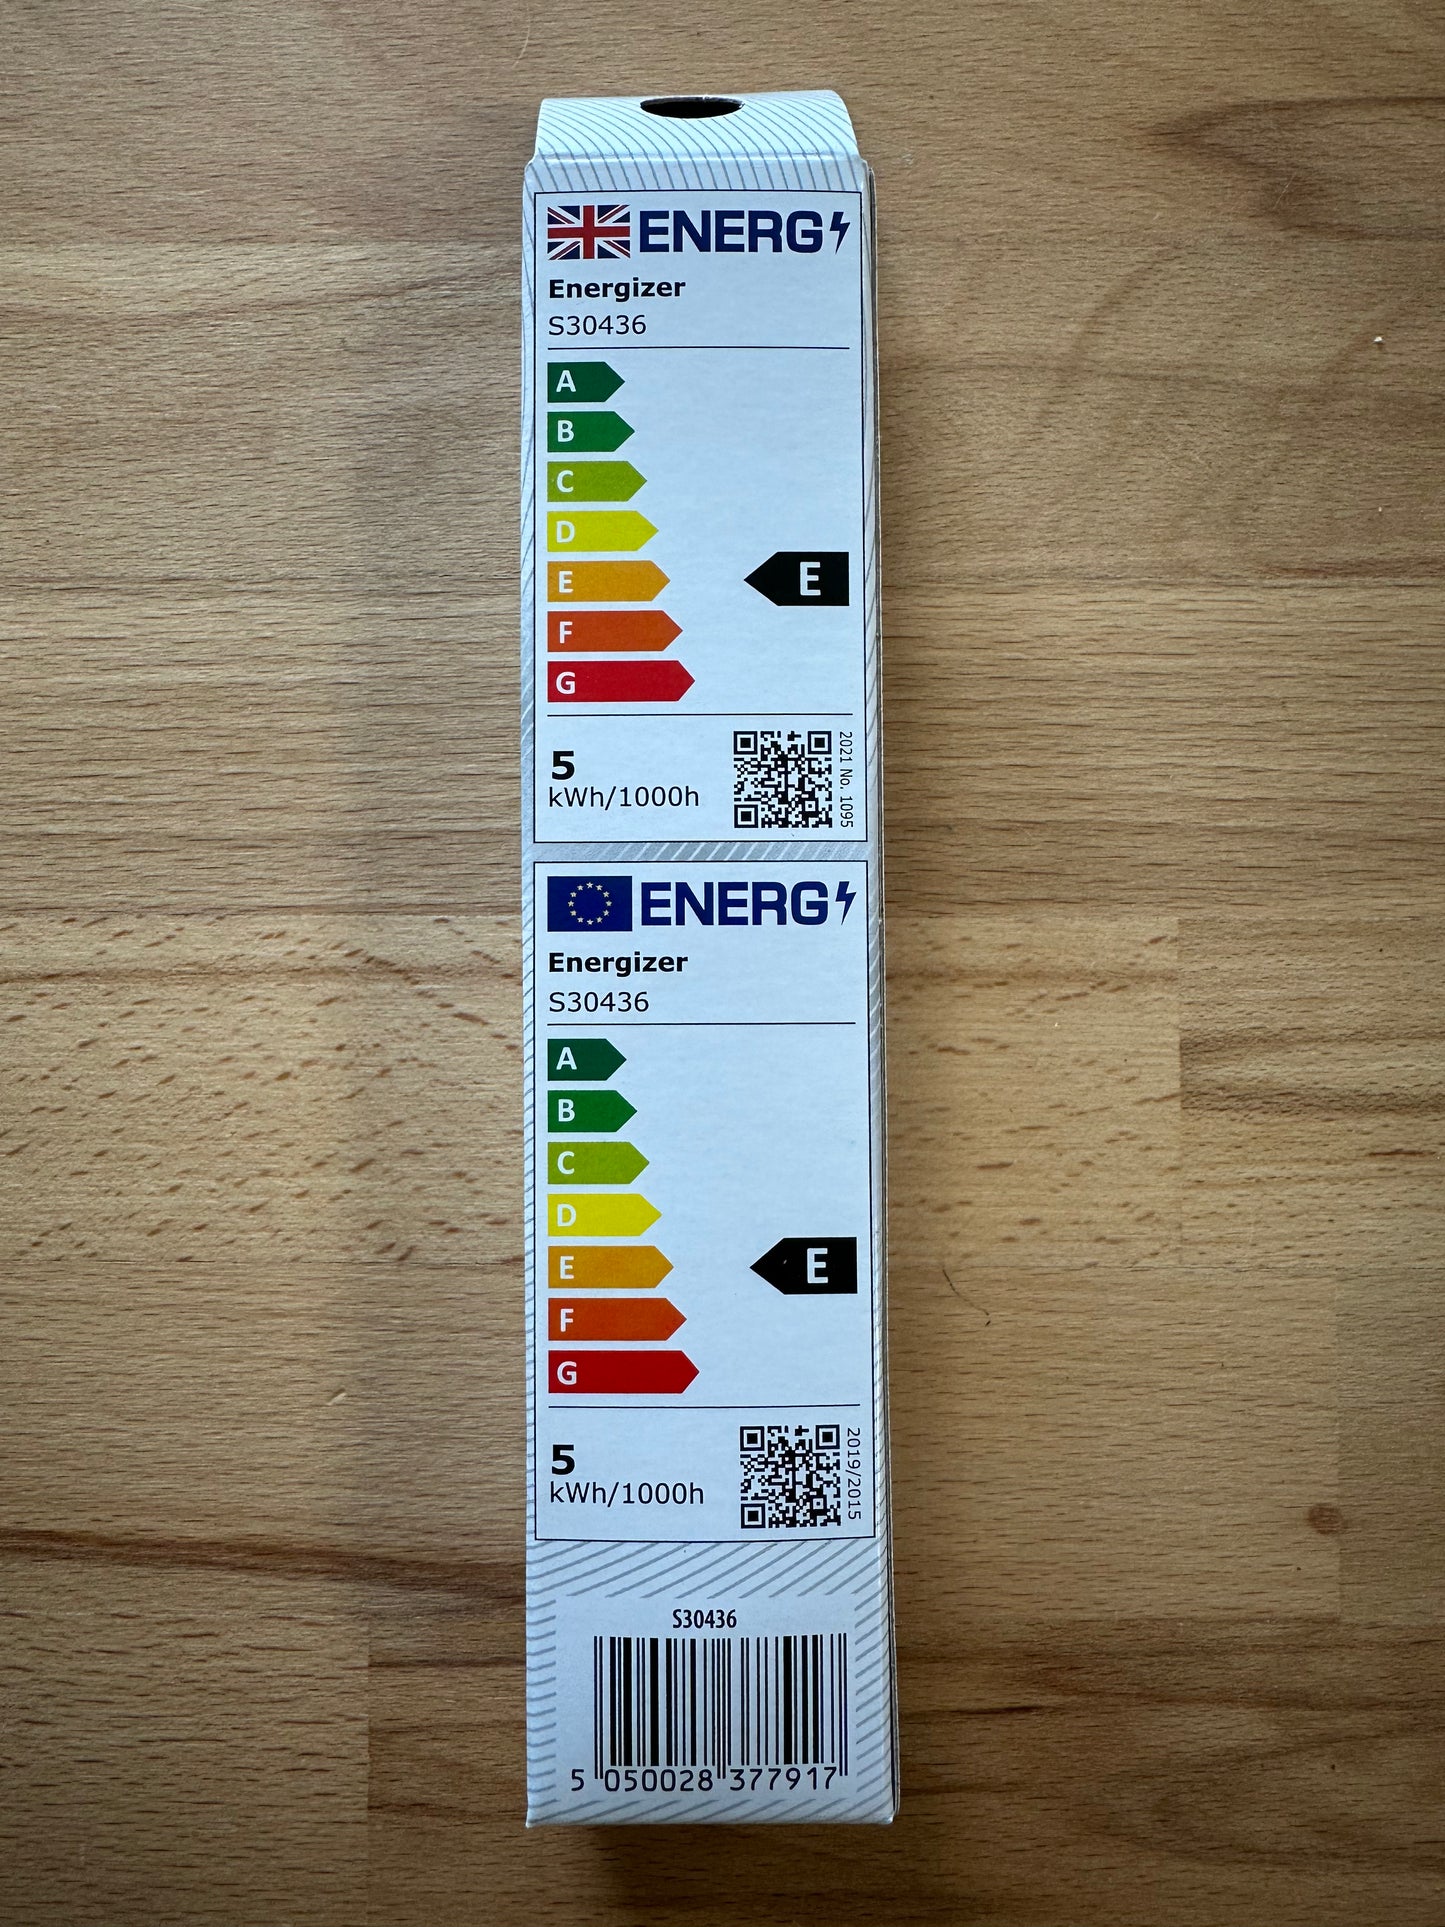 ENERG
Energizer
S30436
A
B
C
D
E
E
F
G
5
kWh/1000h
2021 No. 1095
ENERG
Energizer
S30436
A
B
C
D
E
E
F
G
5
kWh/1000h
2019/2015
S30436
5 050028 377917